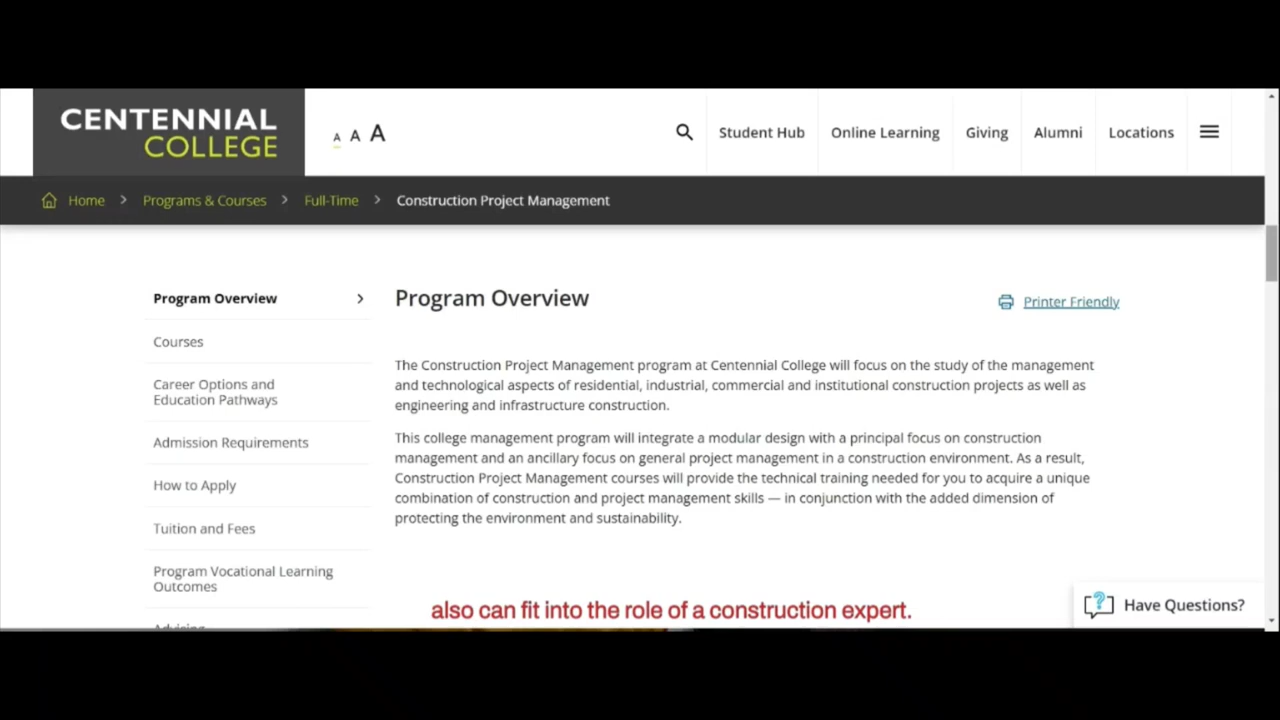 CENTENNIAL
COLLEGE
A A A
Student Hub
Online Learning
Giving
Alumni
Locations
Home > Programs & Courses > Full-Time > Construction Project Management
Program Overview
Courses
Career Options and
Education Pathways
Admission Requirements
How to Apply
Tuition and Fees
Program Vocational Learning
Outcomes
Advising
Program Overview
Printer Friendly
The Construction Project Management program at Centennial College will focus on the study of the management
and technological aspects of residential, industrial, commercial and institutional construction projects as well as
engineering and infrastructure construction.
This college management program will integrate a modular design with a principal focus on construction
management and an ancillary focus on general project management in a construction environment. As a result,
Construction Project Management courses will provide the technical training needed for you to acquire a unique
combination of construction and project management skills — in conjunction with the added dimension of
protecting the environment and sustainability.
also can fit into the role of a construction expert.
Have Questions?